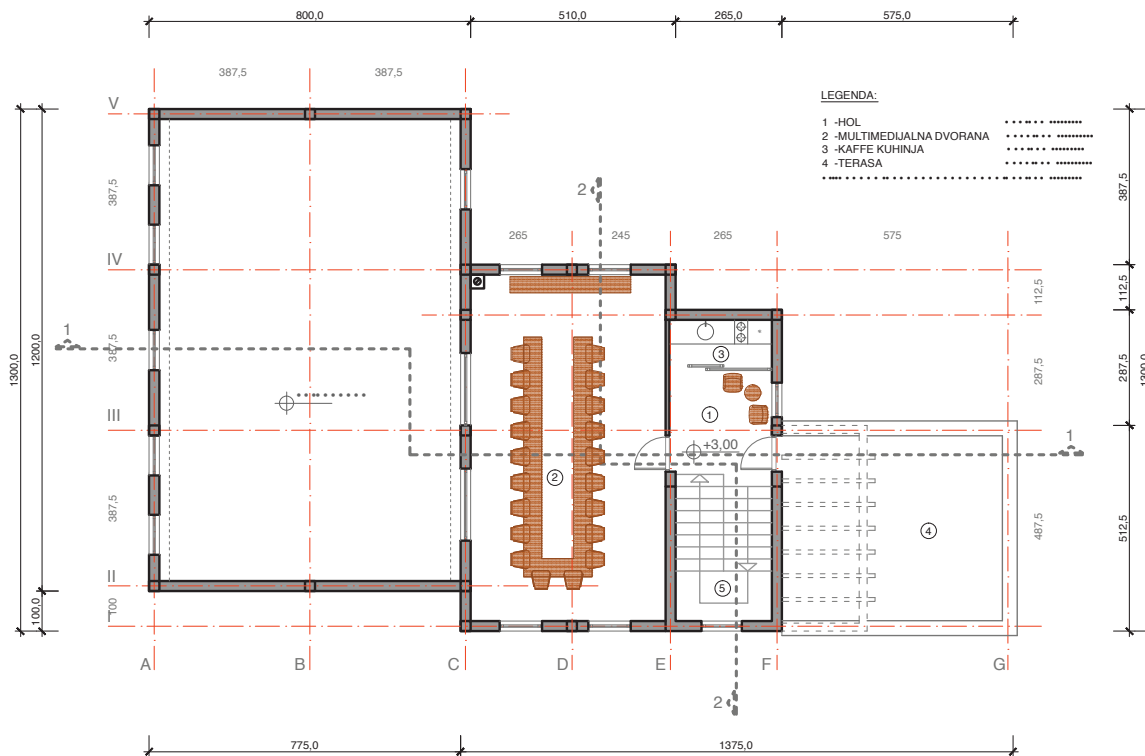 800,0 510,0 265,0 575,0
387,5 387,5
LEGENDA:
1 -HOL
2 -MULTIMEDIJALNA DVORANA
3 -KAFFE KUHINJA
4 -TERASA
V
2
387,5
387,5
265 245 265 575
IV
112,5
112,5
1
387,5
3
287,5
287,5
1300,0
1200,0
1300,0
1
III
+3,00
1
2
387,5
4
487,5
512,5
II
5
100
1100,0
I
A B C D E F G
2
775,0 1375,0